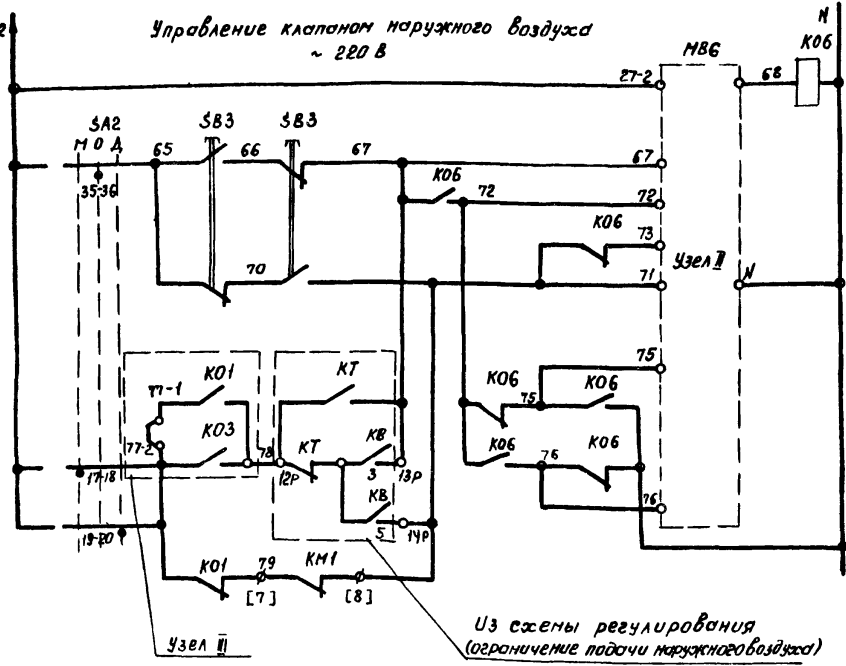 Управление клапаном наружного воздуха
~ 220 В
N
МВ6
К06
27-2
68
SA2
М О Д
SB3
SB3
65
66
67
67
35-36
К06
72
72
К06
73
70
Узел II
71
N
К01
КТ
75
77-1
К06
75
К06
К03
77-2
78
КТ
КВ
К06
76
К06
17-18
12Р
3
13Р
КВ
76
19-20
5
14Р
К01
79
КМ1
[7]
[8]
Узел III
Из схемы регулирования
(ограничение подачи наружного воздуха)